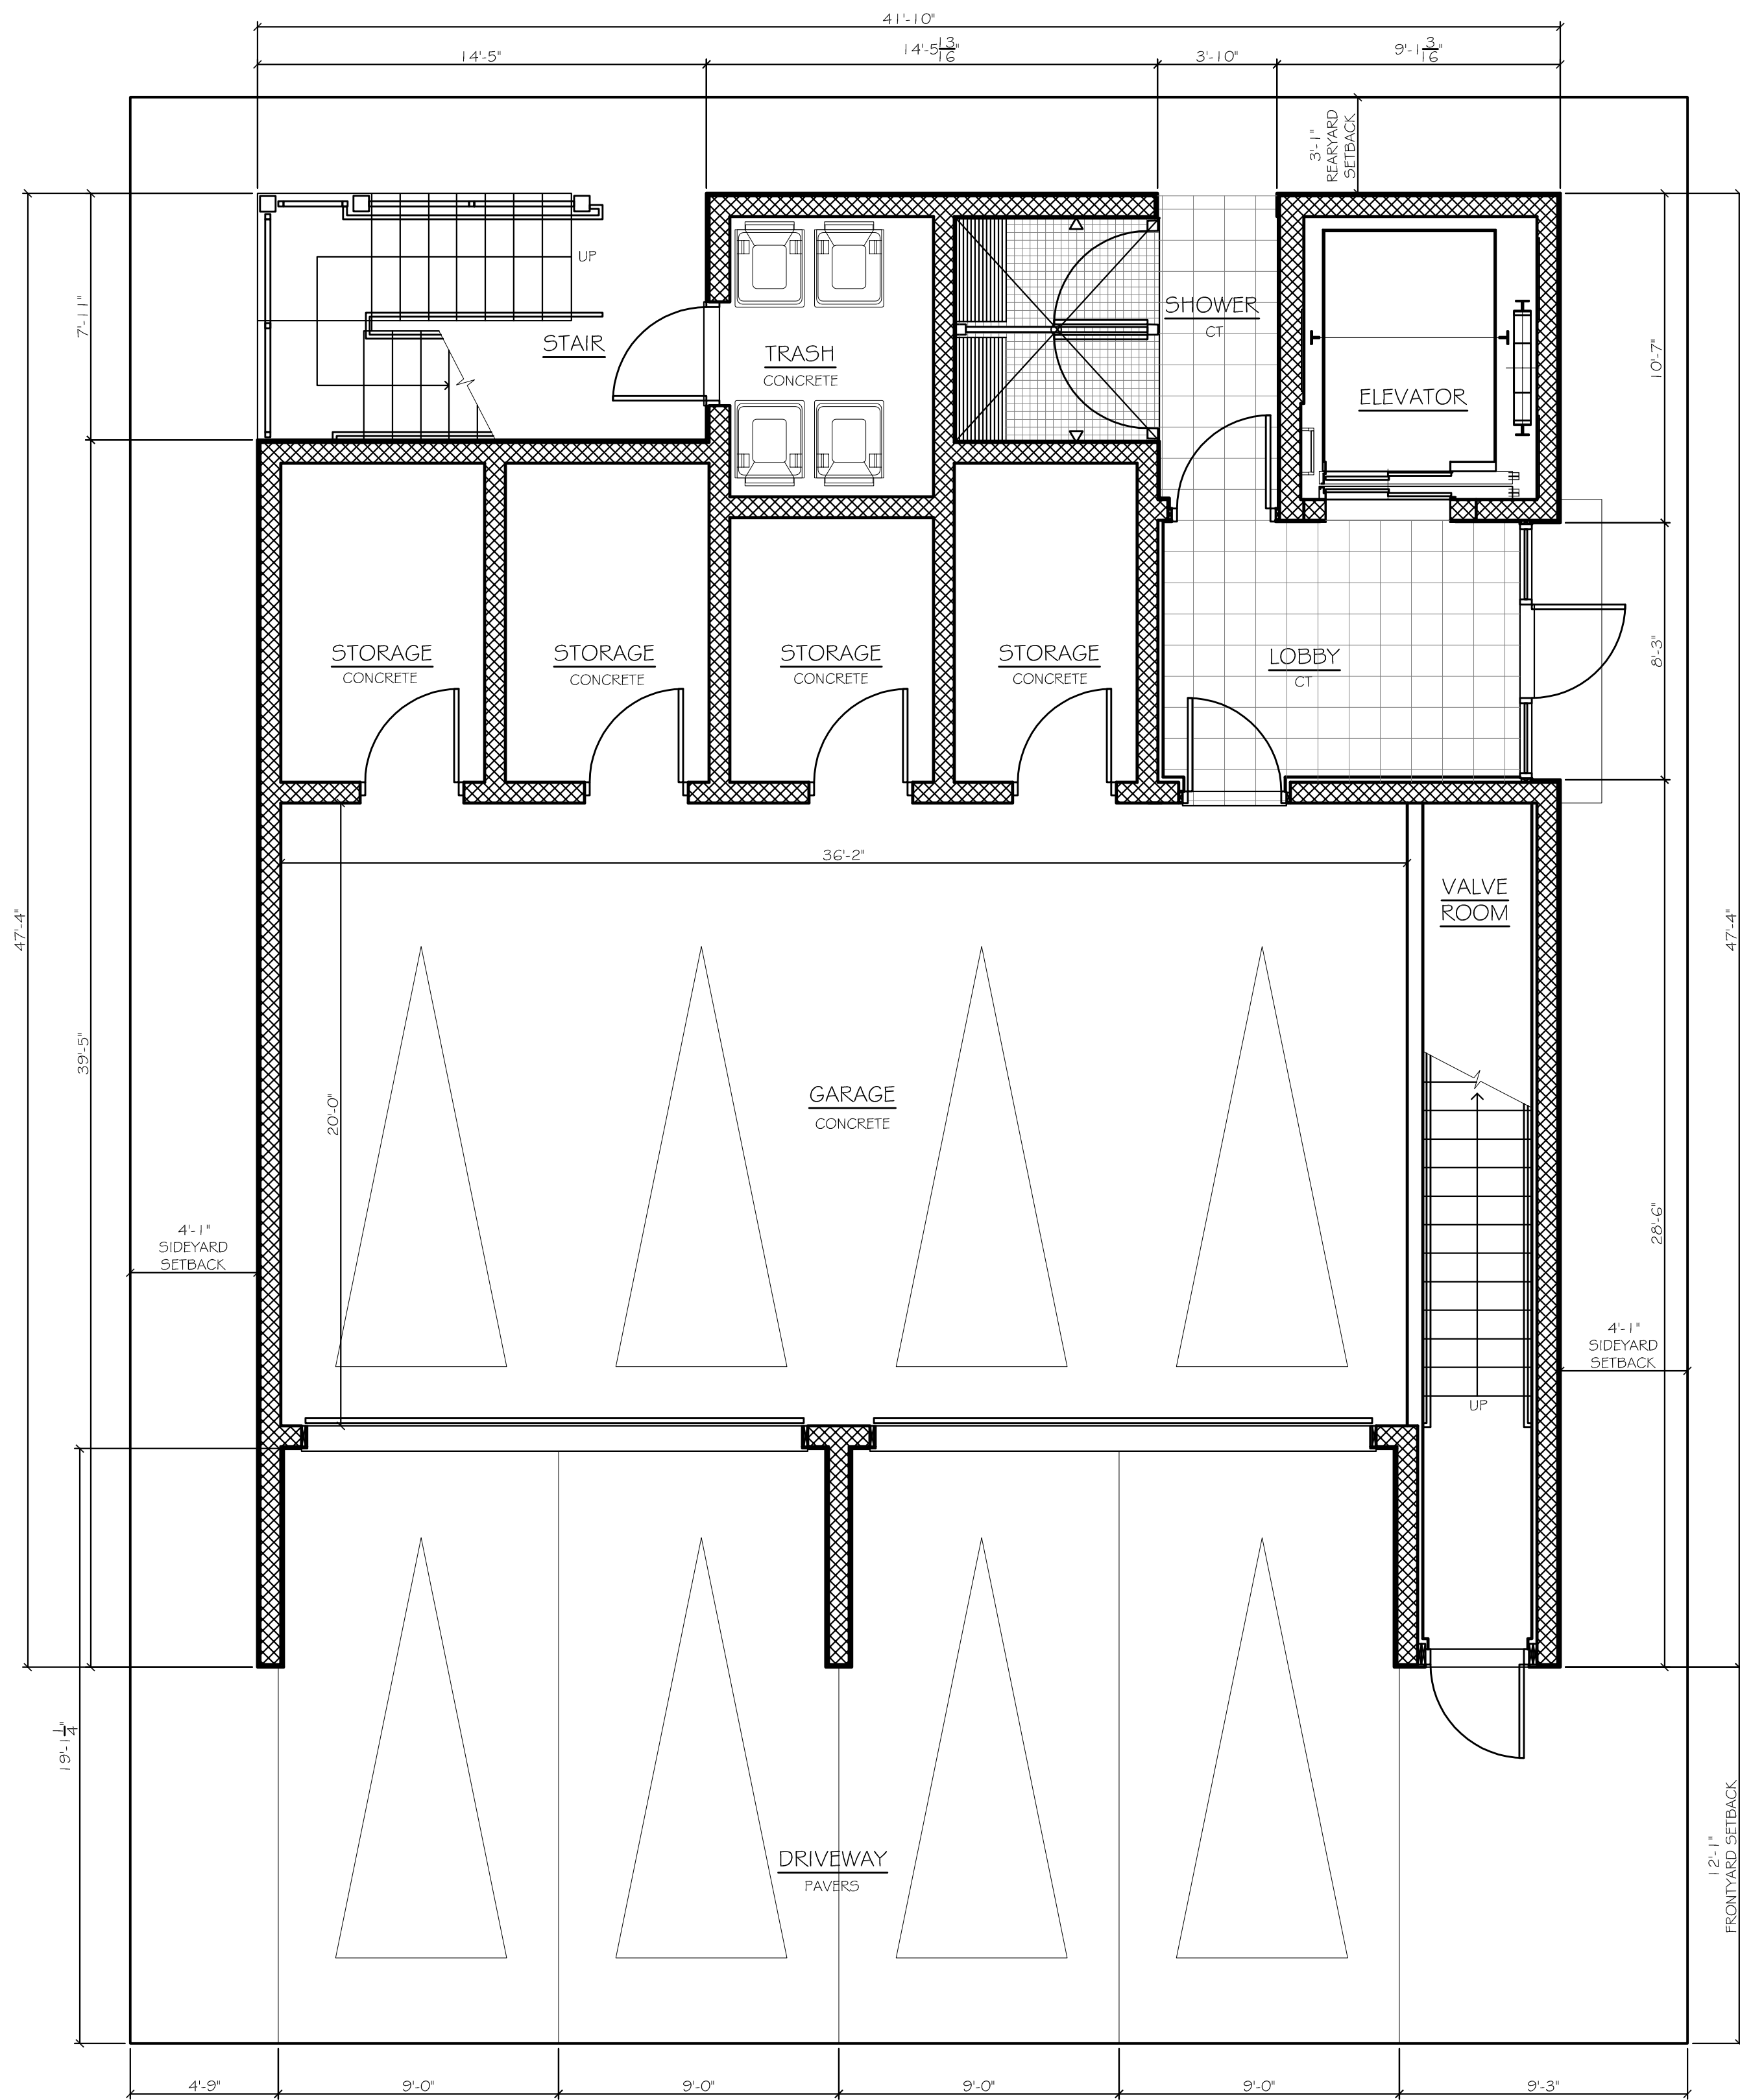 41'-10"
14'-5"
14'-5 13/16"
3'-10"
9'-1 3/16"
3'-1"
REARYARD
SETBACK
UP
STAIR
7'-11"
TRASH
CONCRETE
SHOWER
CT
ELEVATOR
10'-7"
STORAGE
CONCRETE
STORAGE
CONCRETE
STORAGE
CONCRETE
STORAGE
CONCRETE
LOBBY
CT
8'-3"
36'-2"
VALVE
ROOM
47'-4"
47'-4"
39'-5"
20'-0"
GARAGE
CONCRETE
28'-6"
4'-1"
SIDEYARD
SETBACK
4'-1"
SIDEYARD
SETBACK
UP
19'-1 1/4"
DRIVEWAY
PAVERS
12'-1"
FRONTYARD SETBACK
4'-9"
9'-0"
9'-0"
9'-0"
9'-0"
9'-3"